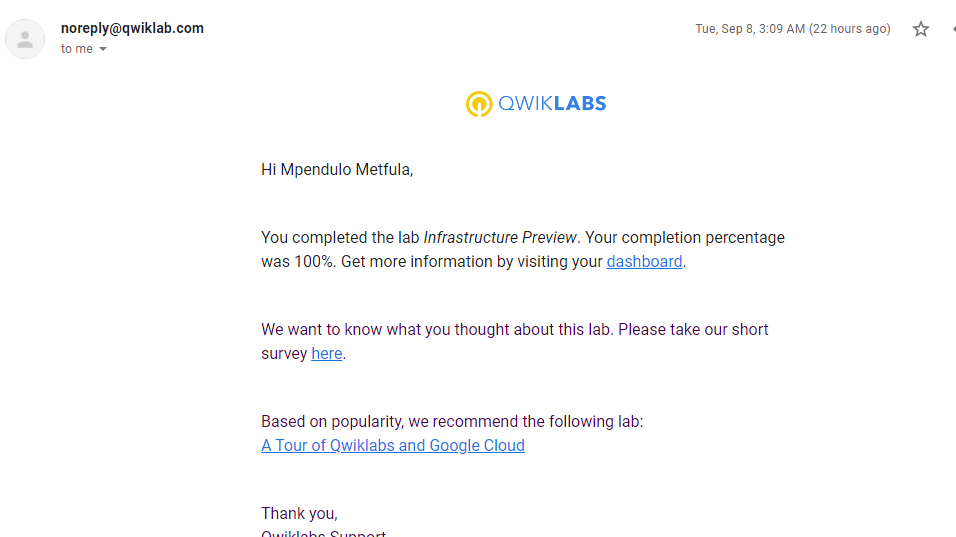 noreply@qwiklab.com
Tue, Sep 8, 3:09 AM (22 hours ago)
to me
QWIKLABS
Hi Mpendulo Metfula,
You completed the lab Infrastructure Preview. Your completion percentage
was 100%. Get more information by visiting your dashboard.
We want to know what you thought about this lab. Please take our short
survey here.
Based on popularity, we recommend the following lab:
A Tour of Qwiklabs and Google Cloud
Thank you,
Qwiklabs Support